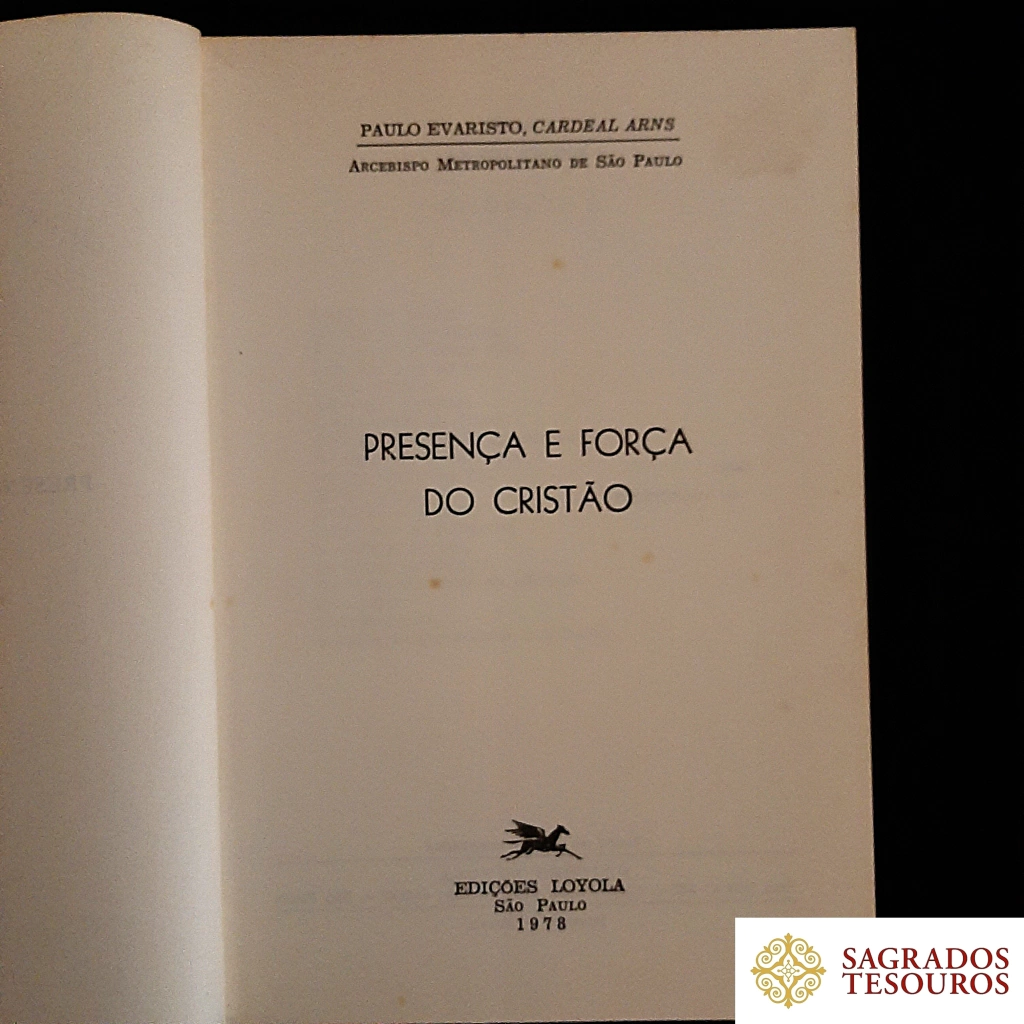 PAULO EVARISTO, CARDEAL ARNS
ARCEBISPO METROPOLITANO DE SÃO PAULO
PRESENÇA E FORÇA
DO CRISTÃO
EDIÇÕES LOYOLA
SÃO PAULO
1978
SAGRADOS
TESOUROS